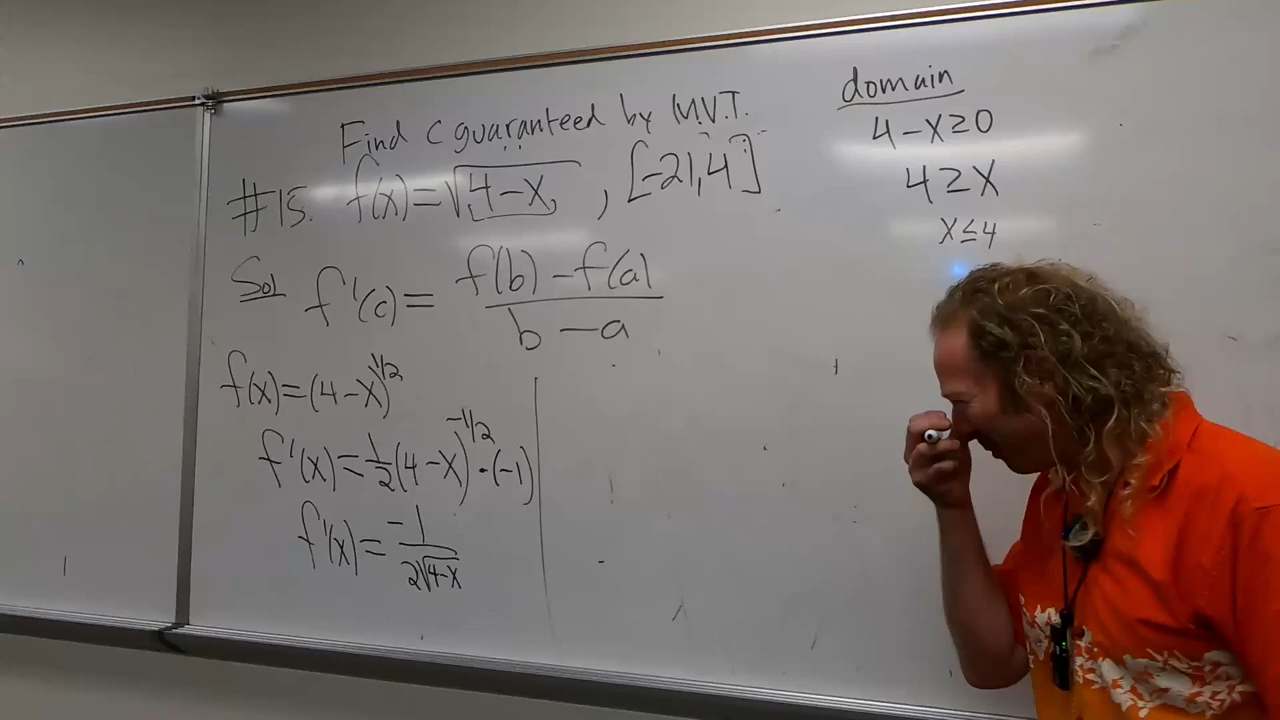 Find c guaranteed by M.V.T.
#15. f(x)=√4-x , [-21,4]
Sol f'(c)= f(b)-f(a) / b-a
f(x)=(4-x)^1/2
f'(x)=1/2(4-x)^-1/2·(-1)
f'(x)=-1/2√4-x
domain
4-x≥0
4≥x
x≤4